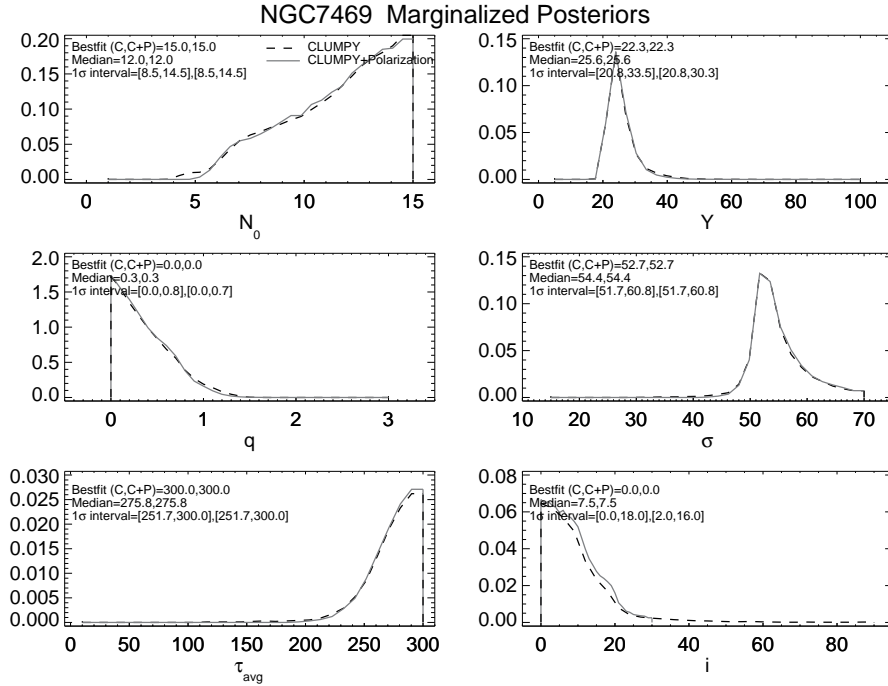 NGC7469 Marginalized Posteriors
Bestfit (C,C+P)=15.0,15.0
Median=12.0,12.0
1σ interval=[8.5,14.5],[8.5,14.5]
CLUMPY
CLUMPY+Polarization
0.20
0.15
0.10
0.05
0.00
0 5 10 15
N0
Bestfit (C,C+P)=22.3,22.3
Median=25.6,25.6
1σ interval=[20.8,33.5],[20.8,30.3]
0.15
0.10
0.05
0.00
0 20 40 60 80 100
Y
Bestfit (C,C+P)=0.0,0.0
Median=0.3,0.3
1σ interval=[0.0,0.8],[0.0,0.7]
2.0
1.5
1.0
0.5
0.0
0 1 2 3
q
Bestfit (C,C+P)=52.7,52.7
Median=54.4,54.4
1σ interval=[51.7,60.8],[51.7,60.8]
0.15
0.10
0.05
0.00
10 20 30 40 50 60 70
σ
Bestfit (C,C+P)=300.0,300.0
Median=275.8,275.8
1σ interval=[251.7,300.0],[251.7,300.0]
0.030
0.025
0.020
0.015
0.010
0.005
0.000
0 50 100 150 200 250 300
τavg
Bestfit (C,C+P)=0.0,0.0
Median=7.5,7.5
1σ interval=[0.0,18.0],[2.0,16.0]
0.08
0.06
0.04
0.02
0.00
0 20 40 60 80
i